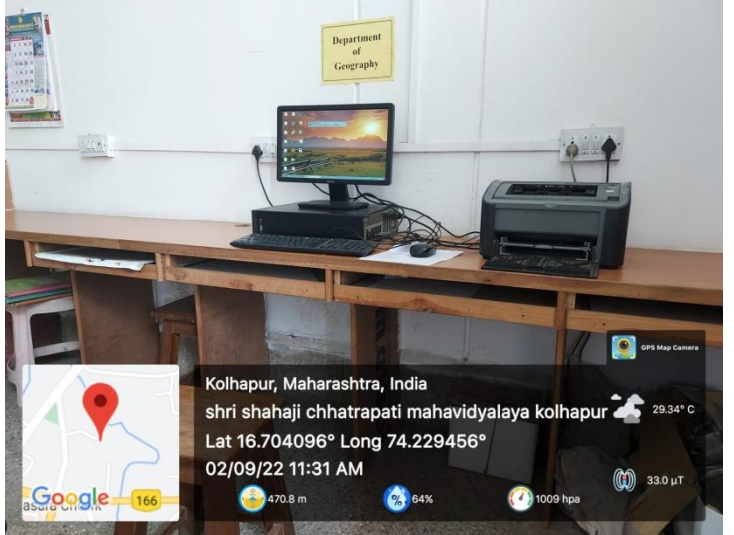 Department
of
Geography
GPS Map Camera
Kolhapur, Maharashtra, India
shri shahaji chhatrapati mahavidyalaya kolhapur
29.34° C
Lat 16.704096° Long 74.229456°
02/09/22 11:31 AM
33.0 µT
Google
166
470.8 m
%
64%
1009 hpa